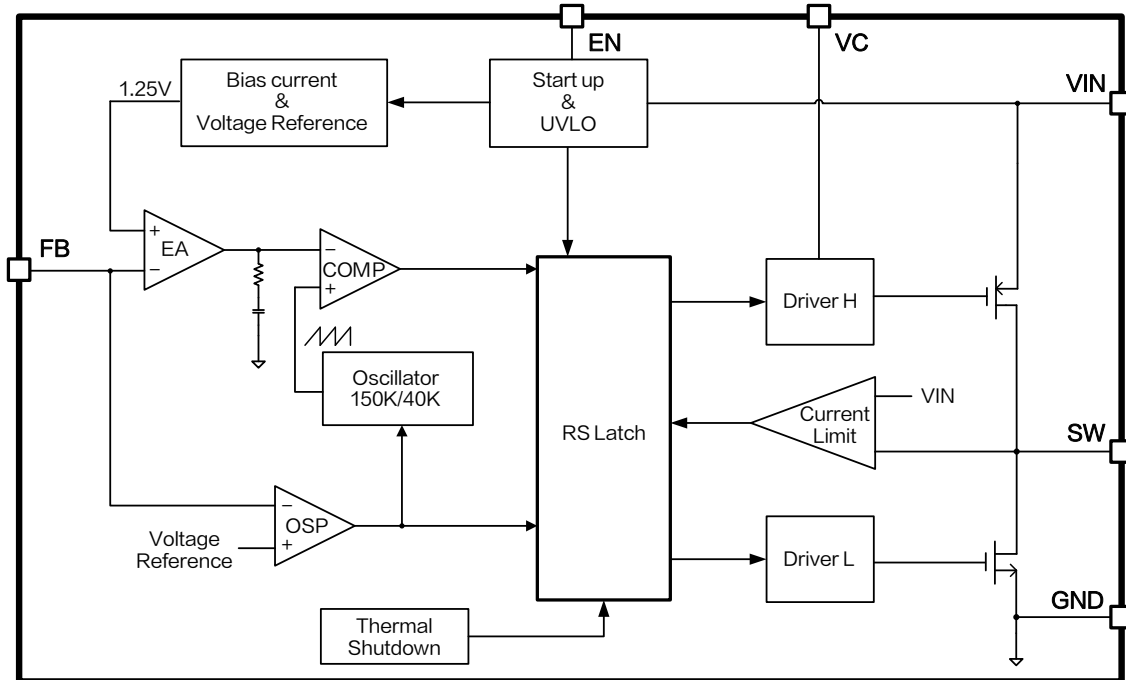 EN
VC
1.25V
Bias current
&
Voltage Reference
Start up
&
UVLO
VIN
FB
+
EA
−
−
COMP
+
Driver H
Oscillator
150K/40K
RS Latch
Current
Limit
VIN
SW
−
OSP
+
Voltage
Reference
Driver L
GND
Thermal
Shutdown